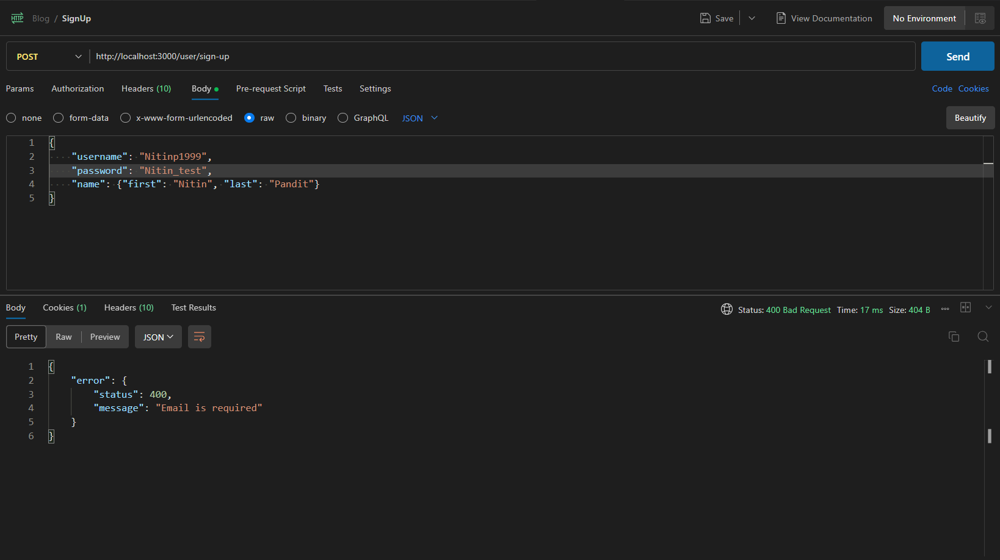 HTTP Blog / SignUp Save View Documentation No Environment
POST http://localhost:3000/user/sign-up Send
Params Authorization Headers (10) Body Pre-request Script Tests Settings Code Cookies
none form-data x-www-form-urlencoded raw binary GraphQL JSON Beautify
1 {
2 "username": "Nitinp1999",
3 "password": "Nitin_test",
4 "name": {"first": "Nitin", "last": "Pandit"}
5 }
Body Cookies (1) Headers (10) Test Results Status: 400 Bad Request Time: 17 ms Size: 404 B
Pretty Raw Preview JSON
1 {
2 "error": {
3 "status": 400,
4 "message": "Email is required"
5 }
6 }